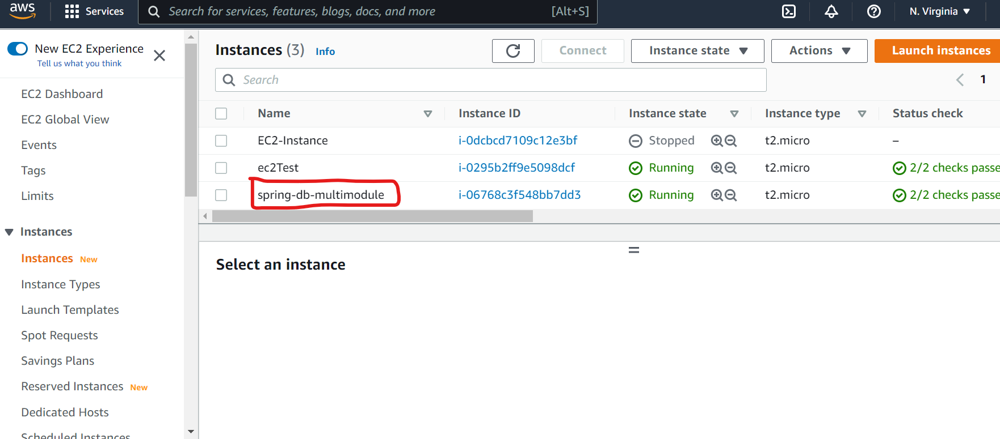 aws Services Search for services, features, blogs, docs, and more [Alt+S] N. Virginia
New EC2 Experience
Tell us what you think
EC2 Dashboard
EC2 Global View
Events
Tags
Limits
Instances
Instances New
Instance Types
Launch Templates
Spot Requests
Savings Plans
Reserved Instances New
Dedicated Hosts
Scheduled Instances
Instances (3) Info Connect Instance state Actions Launch instances
Search 1
Name Instance ID Instance state Instance type Status check
EC2-Instance i-0dcbcd7109c12e3bf Stopped t2.micro –
ec2Test i-0295b2ff9e5098dcf Running t2.micro 2/2 checks passe
spring-db-multimodule i-06768c3f548bb7dd3 Running t2.micro 2/2 checks passe
Select an instance